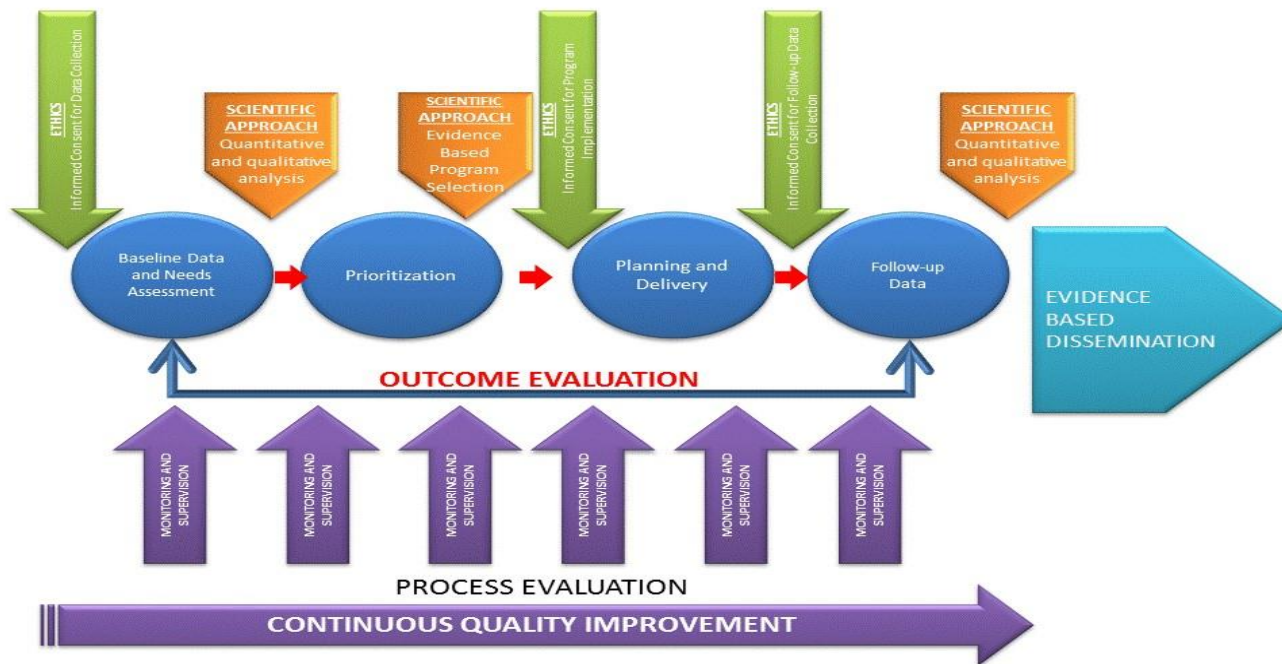 ETHICS
Informed Consent for Data Collection
SCIENTIFIC
APPROACH
Quantitative
and qualitative
analysis
SCIENTIFIC
APPROACH
Evidence
Based
Program
Selection
ETHICS
Informed Consent for Program
Implementation
ETHICS
Informed Consent for Follow-up Data
Collection
SCIENTIFIC
APPROACH
Quantitative
and qualitative
analysis
Baseline Data
and Needs
Assessment
Prioritization
Planning and
Delivery
Follow-up
Data
EVIDENCE
BASED
DISSEMINATION
OUTCOME EVALUATION
MONITORING AND
SUPERVISION
MONITORING AND
SUPERVISION
MONITORING AND
SUPERVISION
MONITORING AND
SUPERVISION
MONITORING AND
SUPERVISION
MONITORING AND
SUPERVISION
PROCESS EVALUATION
CONTINUOUS QUALITY IMPROVEMENT